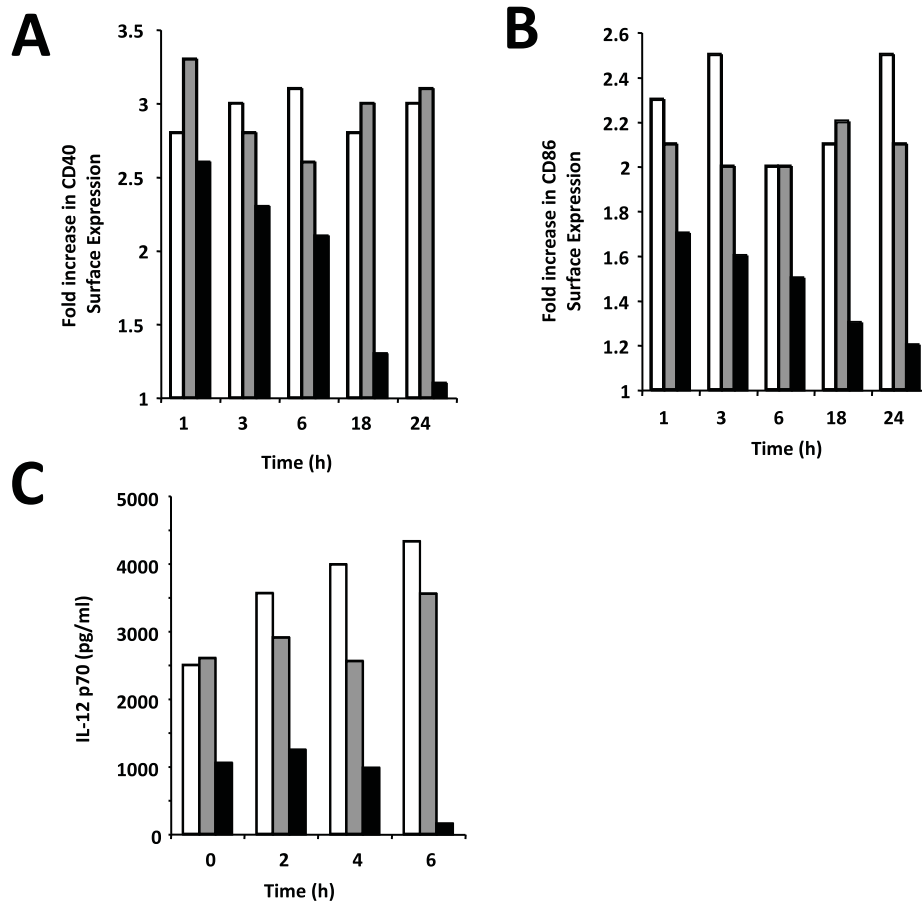 A
Fold increase in CD40
Surface Expression
3.5
3
2.5
2
1.5
1
1 3 6 18 24
Time (h)
B
Fold increase in CD86
Surface Expression
2.6
2.4
2.2
2
1.8
1.6
1.4
1.2
1
1 3 6 18 24
Time (h)
C
IL-12 p70 (pg/ml)
5000
4000
3000
2000
1000
0
0 2 4 6
Time (h)